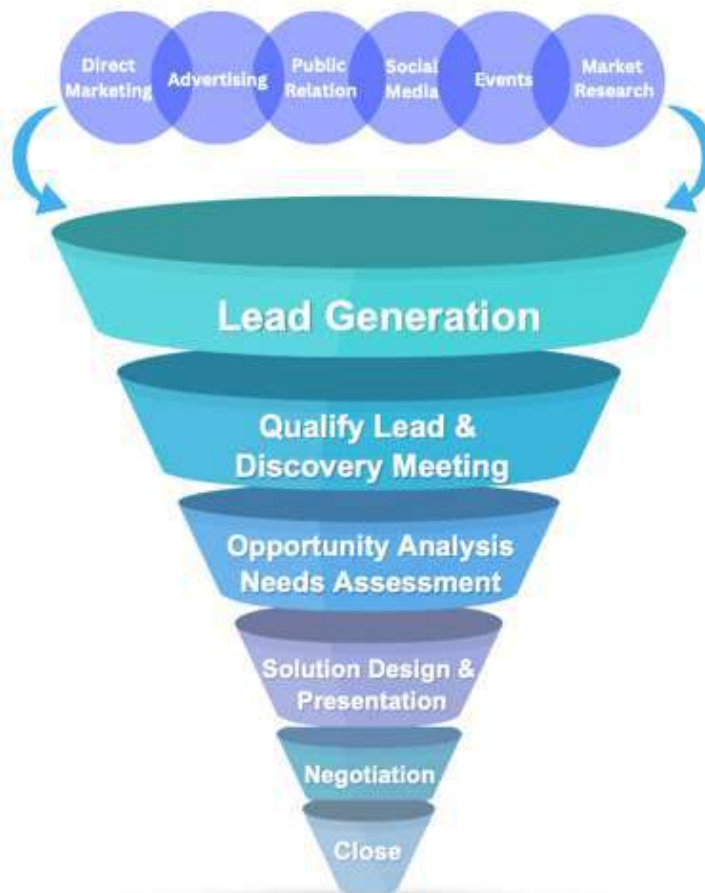 Direct
Marketing
Advertising
Public
Relation
Social
Media
Events
Market
Research
Lead Generation
Qualify Lead &
Discovery Meeting
Opportunity Analysis
Needs Assessment
Solution Design &
Presentation
Negotiation
Close